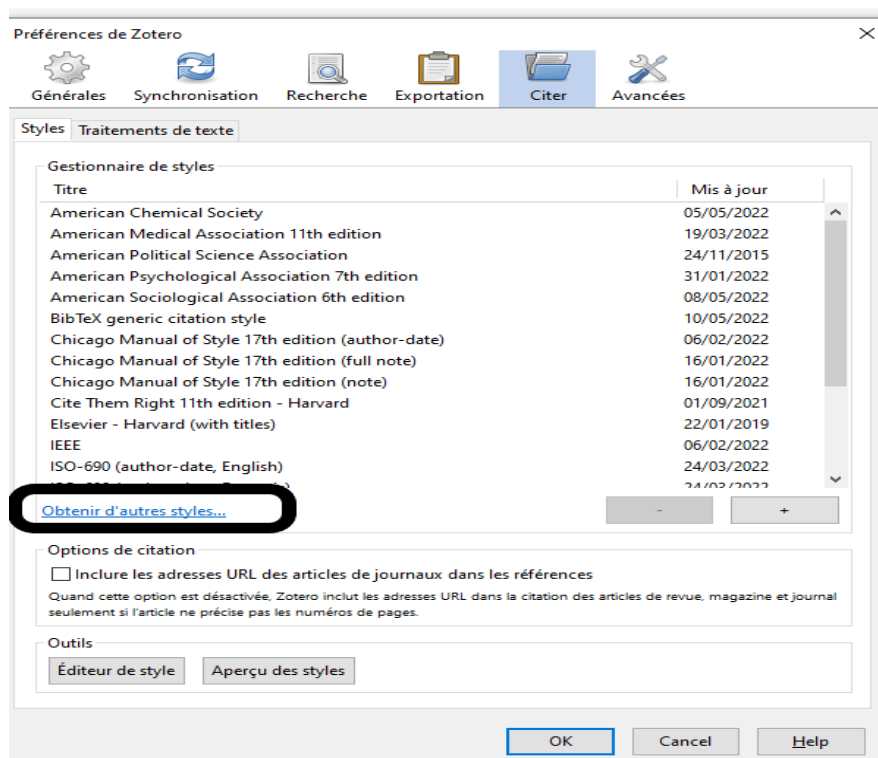 Préférences de Zotero
Générales Synchronisation Recherche Exportation Citer Avancées
Styles Traitements de texte
Gestionnaire de styles
Titre Mis à jour
American Chemical Society 05/05/2022
American Medical Association 11th edition 19/03/2022
American Political Science Association 24/11/2015
American Psychological Association 7th edition 31/01/2022
American Sociological Association 6th edition 08/05/2022
BibTeX generic citation style 10/05/2022
Chicago Manual of Style 17th edition (author-date) 06/02/2022
Chicago Manual of Style 17th edition (full note) 16/01/2022
Chicago Manual of Style 17th edition (note) 16/01/2022
Cite Them Right 11th edition - Harvard 01/09/2021
Elsevier - Harvard (with titles) 22/01/2019
IEEE 06/02/2022
ISO-690 (author-date, English) 24/03/2022
24/03/2022
Obtenir d'autres styles... - +
Options de citation
Inclure les adresses URL des articles de journaux dans les références
Quand cette option est désactivée, Zotero inclut les adresses URL dans la citation des articles de revue, magazine et journal
seulement si l'article ne précise pas les numéros de pages.
Outils
Éditeur de style Aperçu des styles
OK Cancel Help